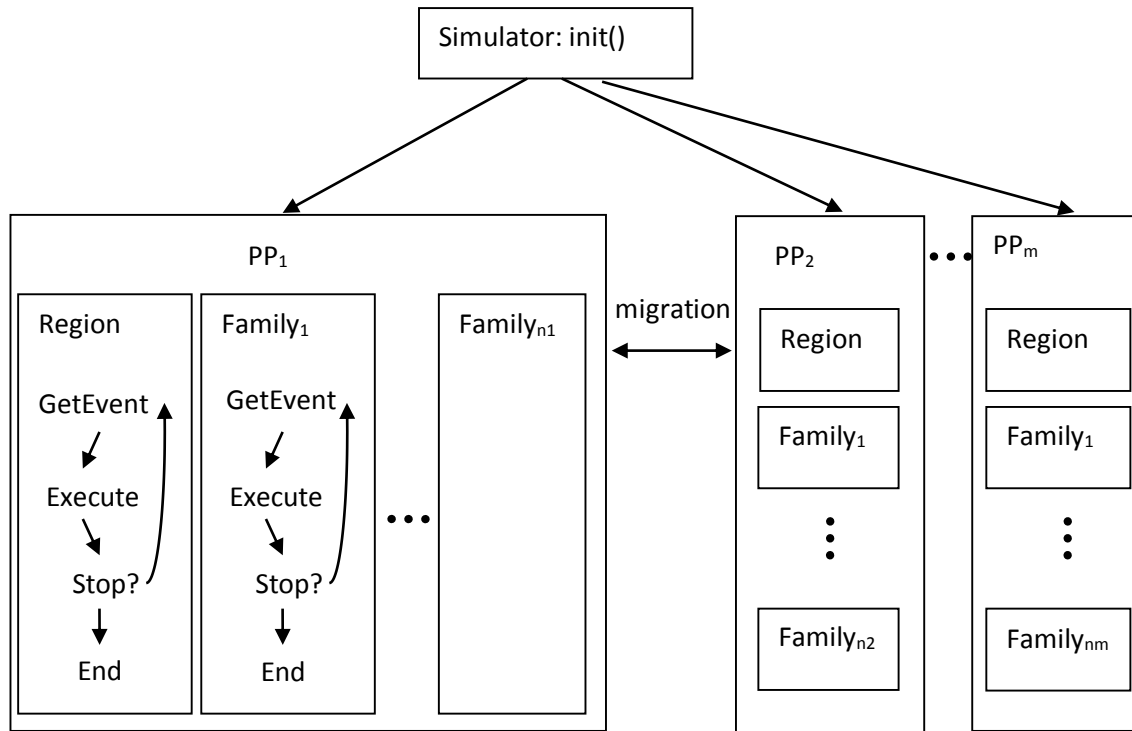 Simulator: init()
PP₁
Region
GetEvent
Execute
Stop?
End
Family₁
GetEvent
Execute
Stop?
End
•••
Familyₙ₁
migration
PP₂
Region
Family₁
Familyₙ₂
•••
PPₘ
Region
Family₁
Familyₙₘ